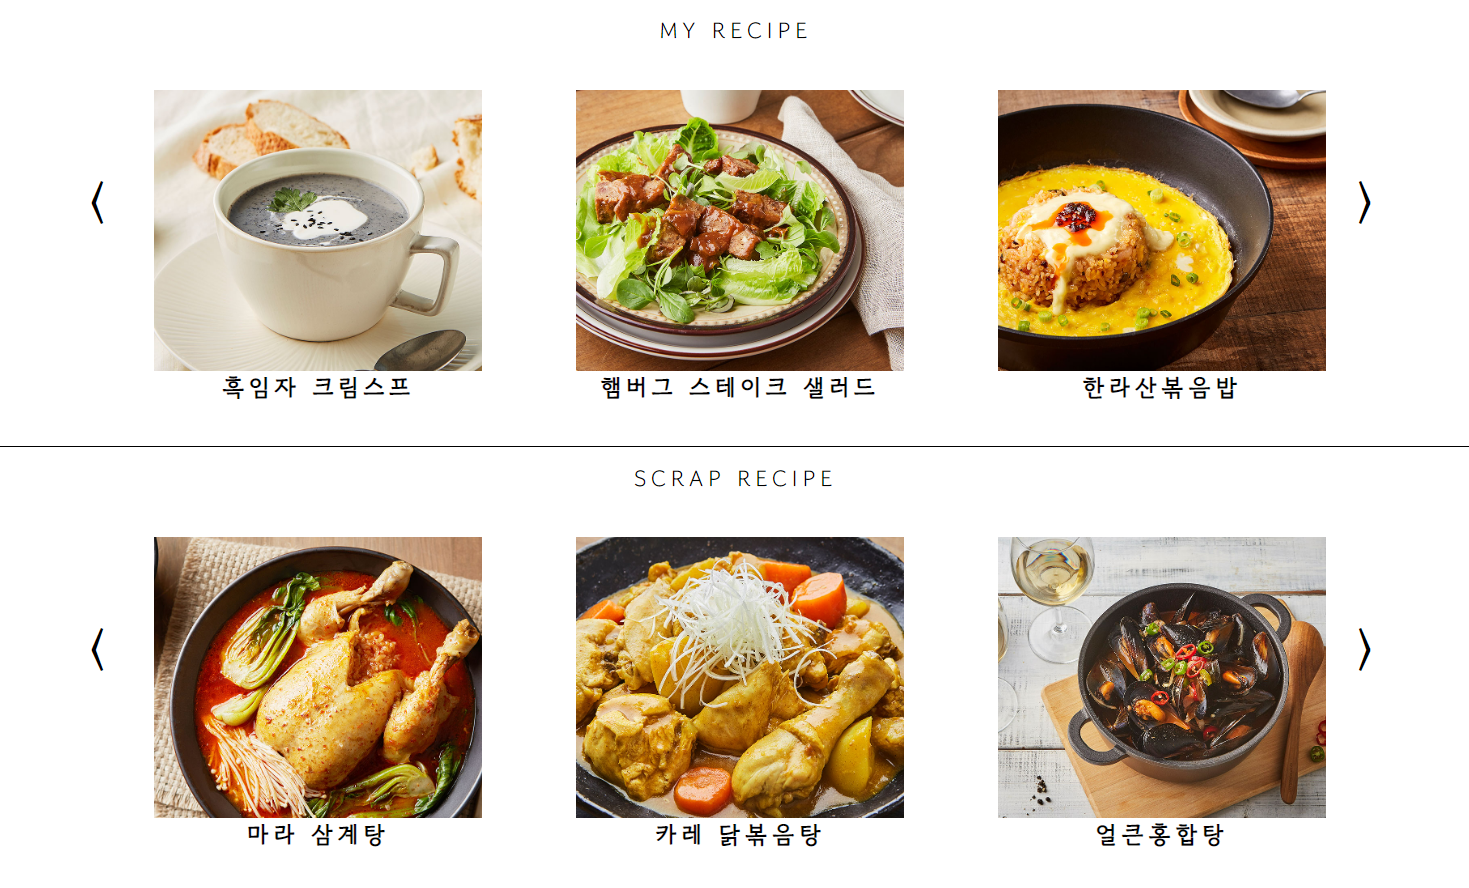 MY RECIPE
흑임자 크림스프
햄버그 스테이크 샐러드
한라산볶음밥
SCRAP RECIPE
마라 삼계탕
카레 닭볶음탕
얼큰홍합탕